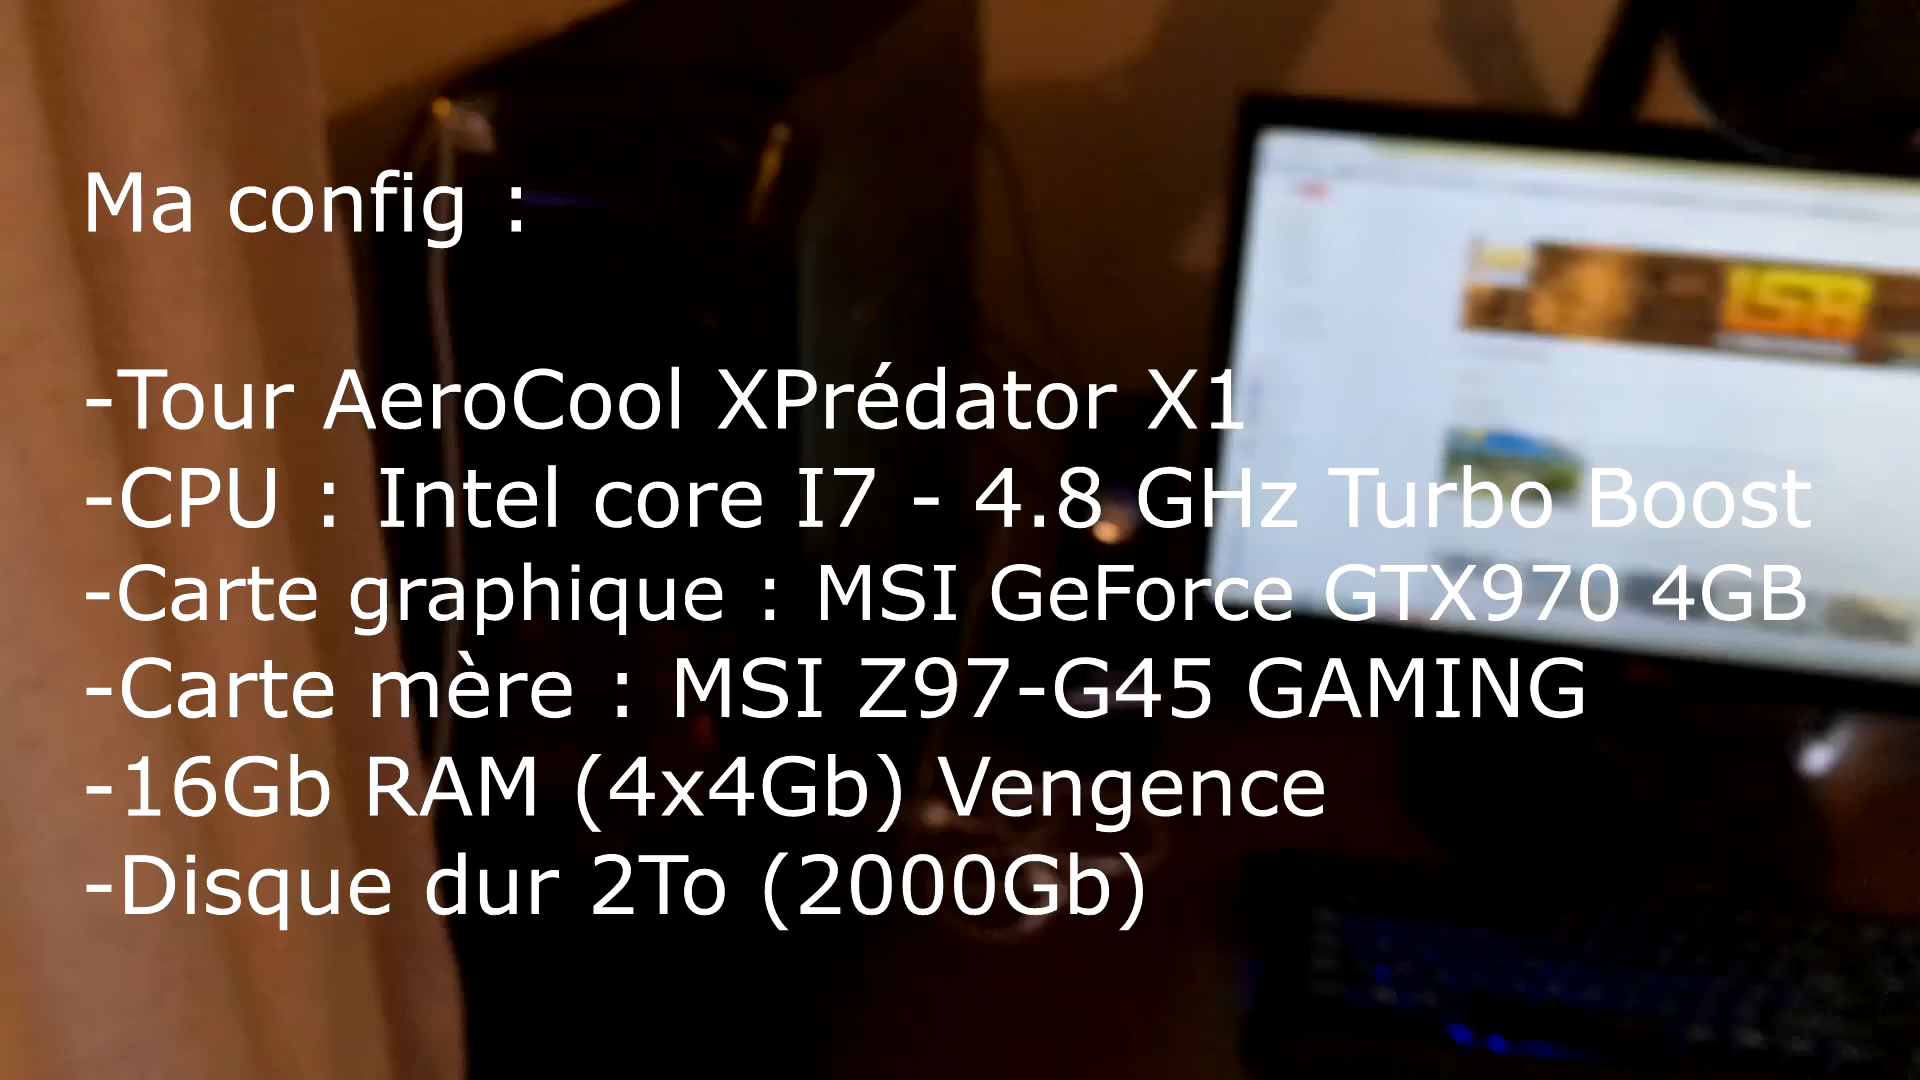 Ma config :
-Tour AeroCool XPrédator X1
-CPU : Intel core I7 - 4.8 GHz Turbo Boost
-Carte graphique : MSI GeForce GTX970 4GB
-Carte mère : MSI Z97-G45 GAMING
-16Gb RAM (4x4Gb) Vengence
-Disque dur 2To (2000Gb)